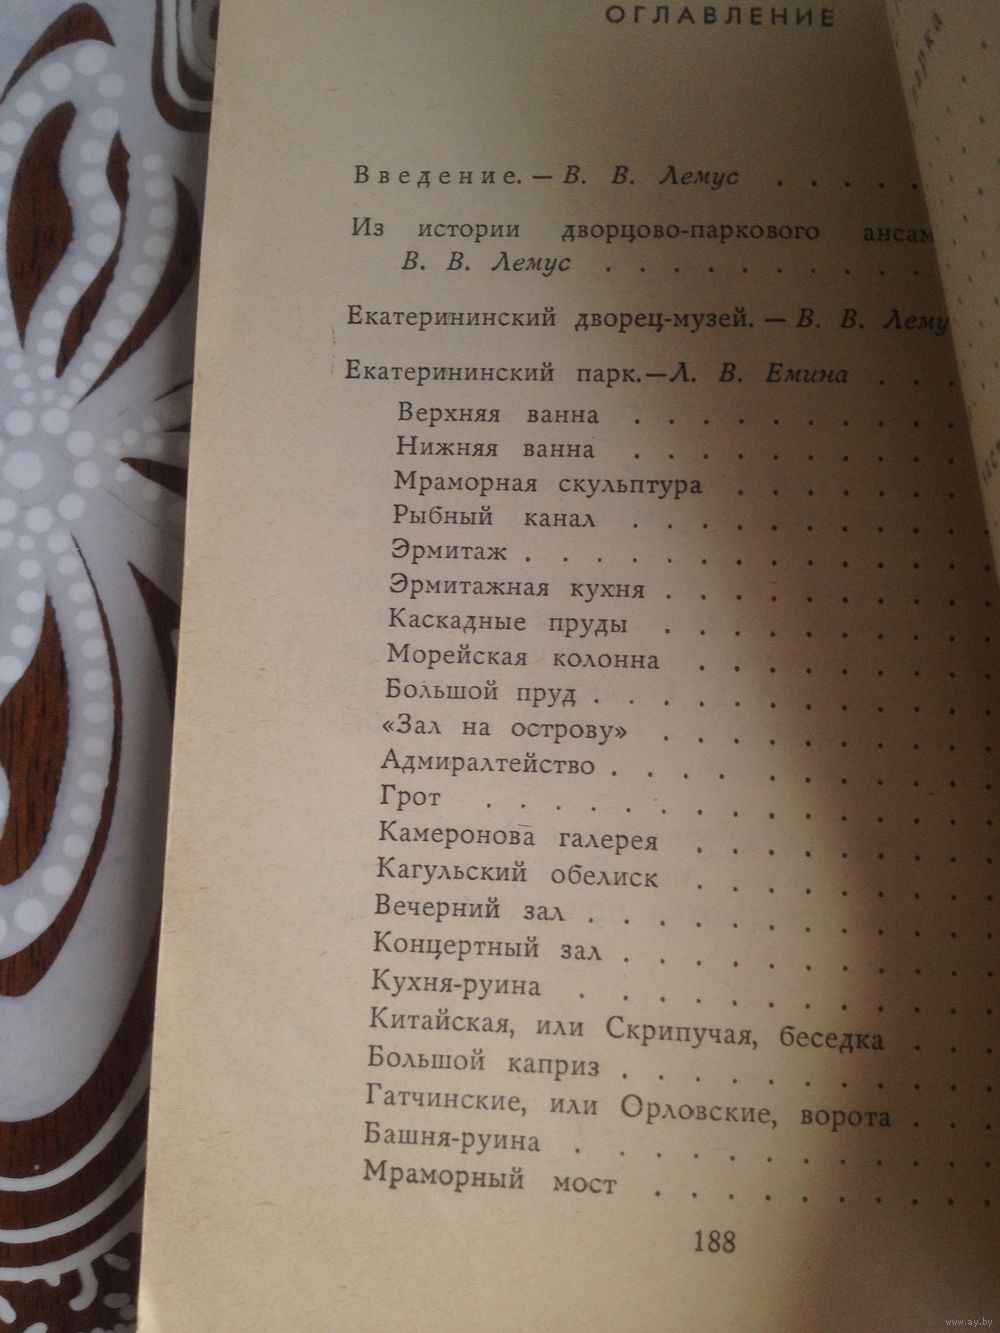 ОГЛАВЛЕНИЕ
Введение. — В. В. Лемус . . . . .
Из истории дворцово-паркового
В. В. Лемус . . . . . . . . . .
Екатерининский дворец-музей. — В. В.
Екатерининский парк.—Л. В. Емина . . .
Верхняя ванна . . . . . . . . . .
Нижняя ванна . . . . . . . . . .
Мраморная скульптура . . . . . . .
Рыбный канал . . . . . . . . . . .
Эрмитаж . . . . . . . . . . . . . .
Эрмитажная кухня . . . . . . . . . .
Каскадные пруды . . . . . . . . . .
Морейская колонна . . . . . . . . .
Большой пруд . . . . . . . . . . . .
«Зал на острову» . . . . . . . . . .
Адмиралтейство . . . . . . . . . . .
Грот . . . . . . . . . . . . . . .
Камеронова галерея . . . . . . . . .
Кагульский обелиск . . . . . . . . .
Вечерний зал . . . . . . . . . . . .
Концертный зал . . . . . . . . . . .
Кухня-руина . . . . . . . . . . . .
Китайская, или Скрипучая, беседка . . .
Большой каприз . . . . . . . . . . .
Гатчинские, или Орловские, ворота . . .
Башня-руина . . . . . . . . . . . .
Мраморный мост . . . . . . . . . .
188
www.ay.by